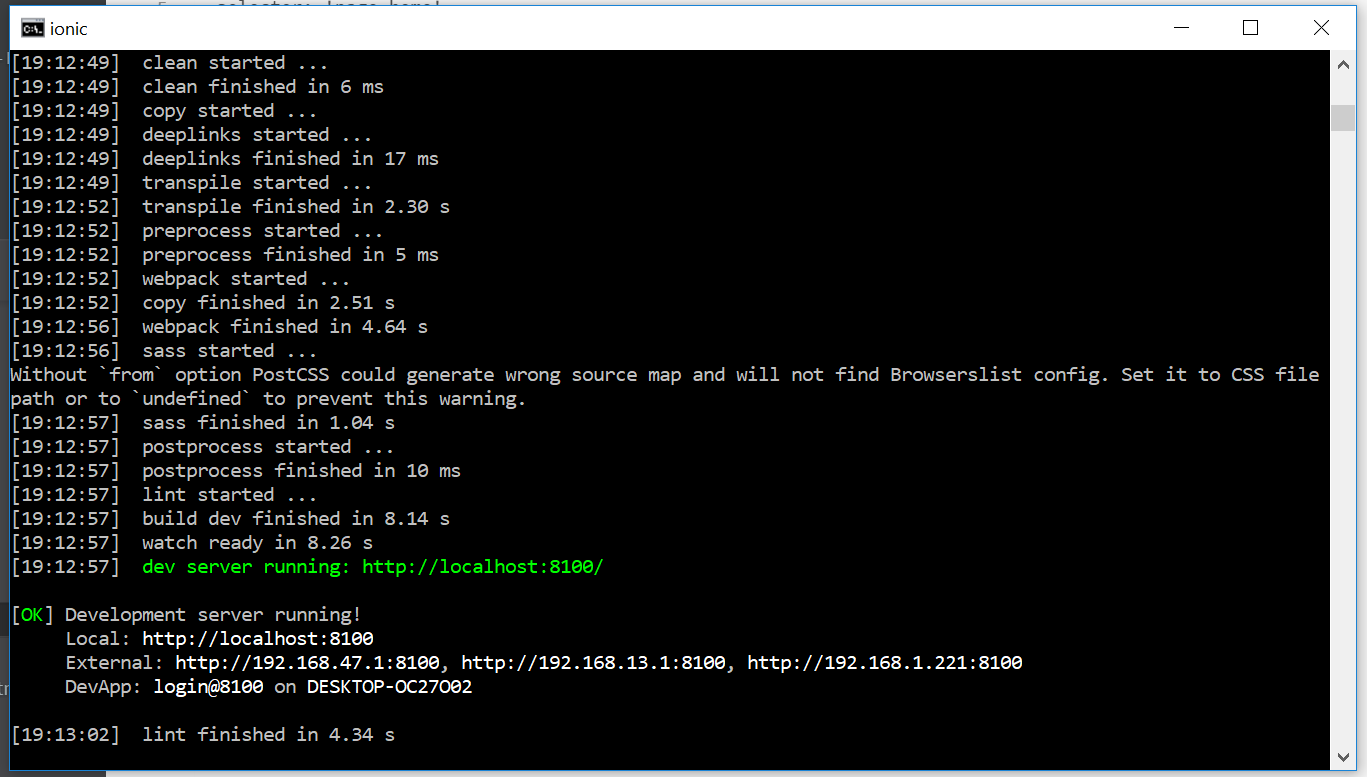 ionic
[19:12:49]  clean started ...
[19:12:49]  clean finished in 6 ms
[19:12:49]  copy started ...
[19:12:49]  deeplinks started ...
[19:12:49]  deeplinks finished in 17 ms
[19:12:49]  transpile started ...
[19:12:52]  transpile finished in 2.30 s
[19:12:52]  preprocess started ...
[19:12:52]  preprocess finished in 5 ms
[19:12:52]  webpack started ...
[19:12:52]  copy finished in 2.51 s
[19:12:56]  webpack finished in 4.64 s
[19:12:56]  sass started ...
Without `from` option PostCSS could generate wrong source map and will not find Browserslist config. Set it to CSS file
path or to `undefined` to prevent this warning.
[19:12:57]  sass finished in 1.04 s
[19:12:57]  postprocess started ...
[19:12:57]  postprocess finished in 10 ms
[19:12:57]  lint started ...
[19:12:57]  build dev finished in 8.14 s
[19:12:57]  watch ready in 8.26 s
[19:12:57]  dev server running: http://localhost:8100/
[OK] Development server running!
Local: http://localhost:8100
External: http://192.168.47.1:8100, http://192.168.13.1:8100, http://192.168.1.221:8100
DevApp: login@8100 on DESKTOP-OC27O02
[19:13:02]  lint finished in 4.34 s